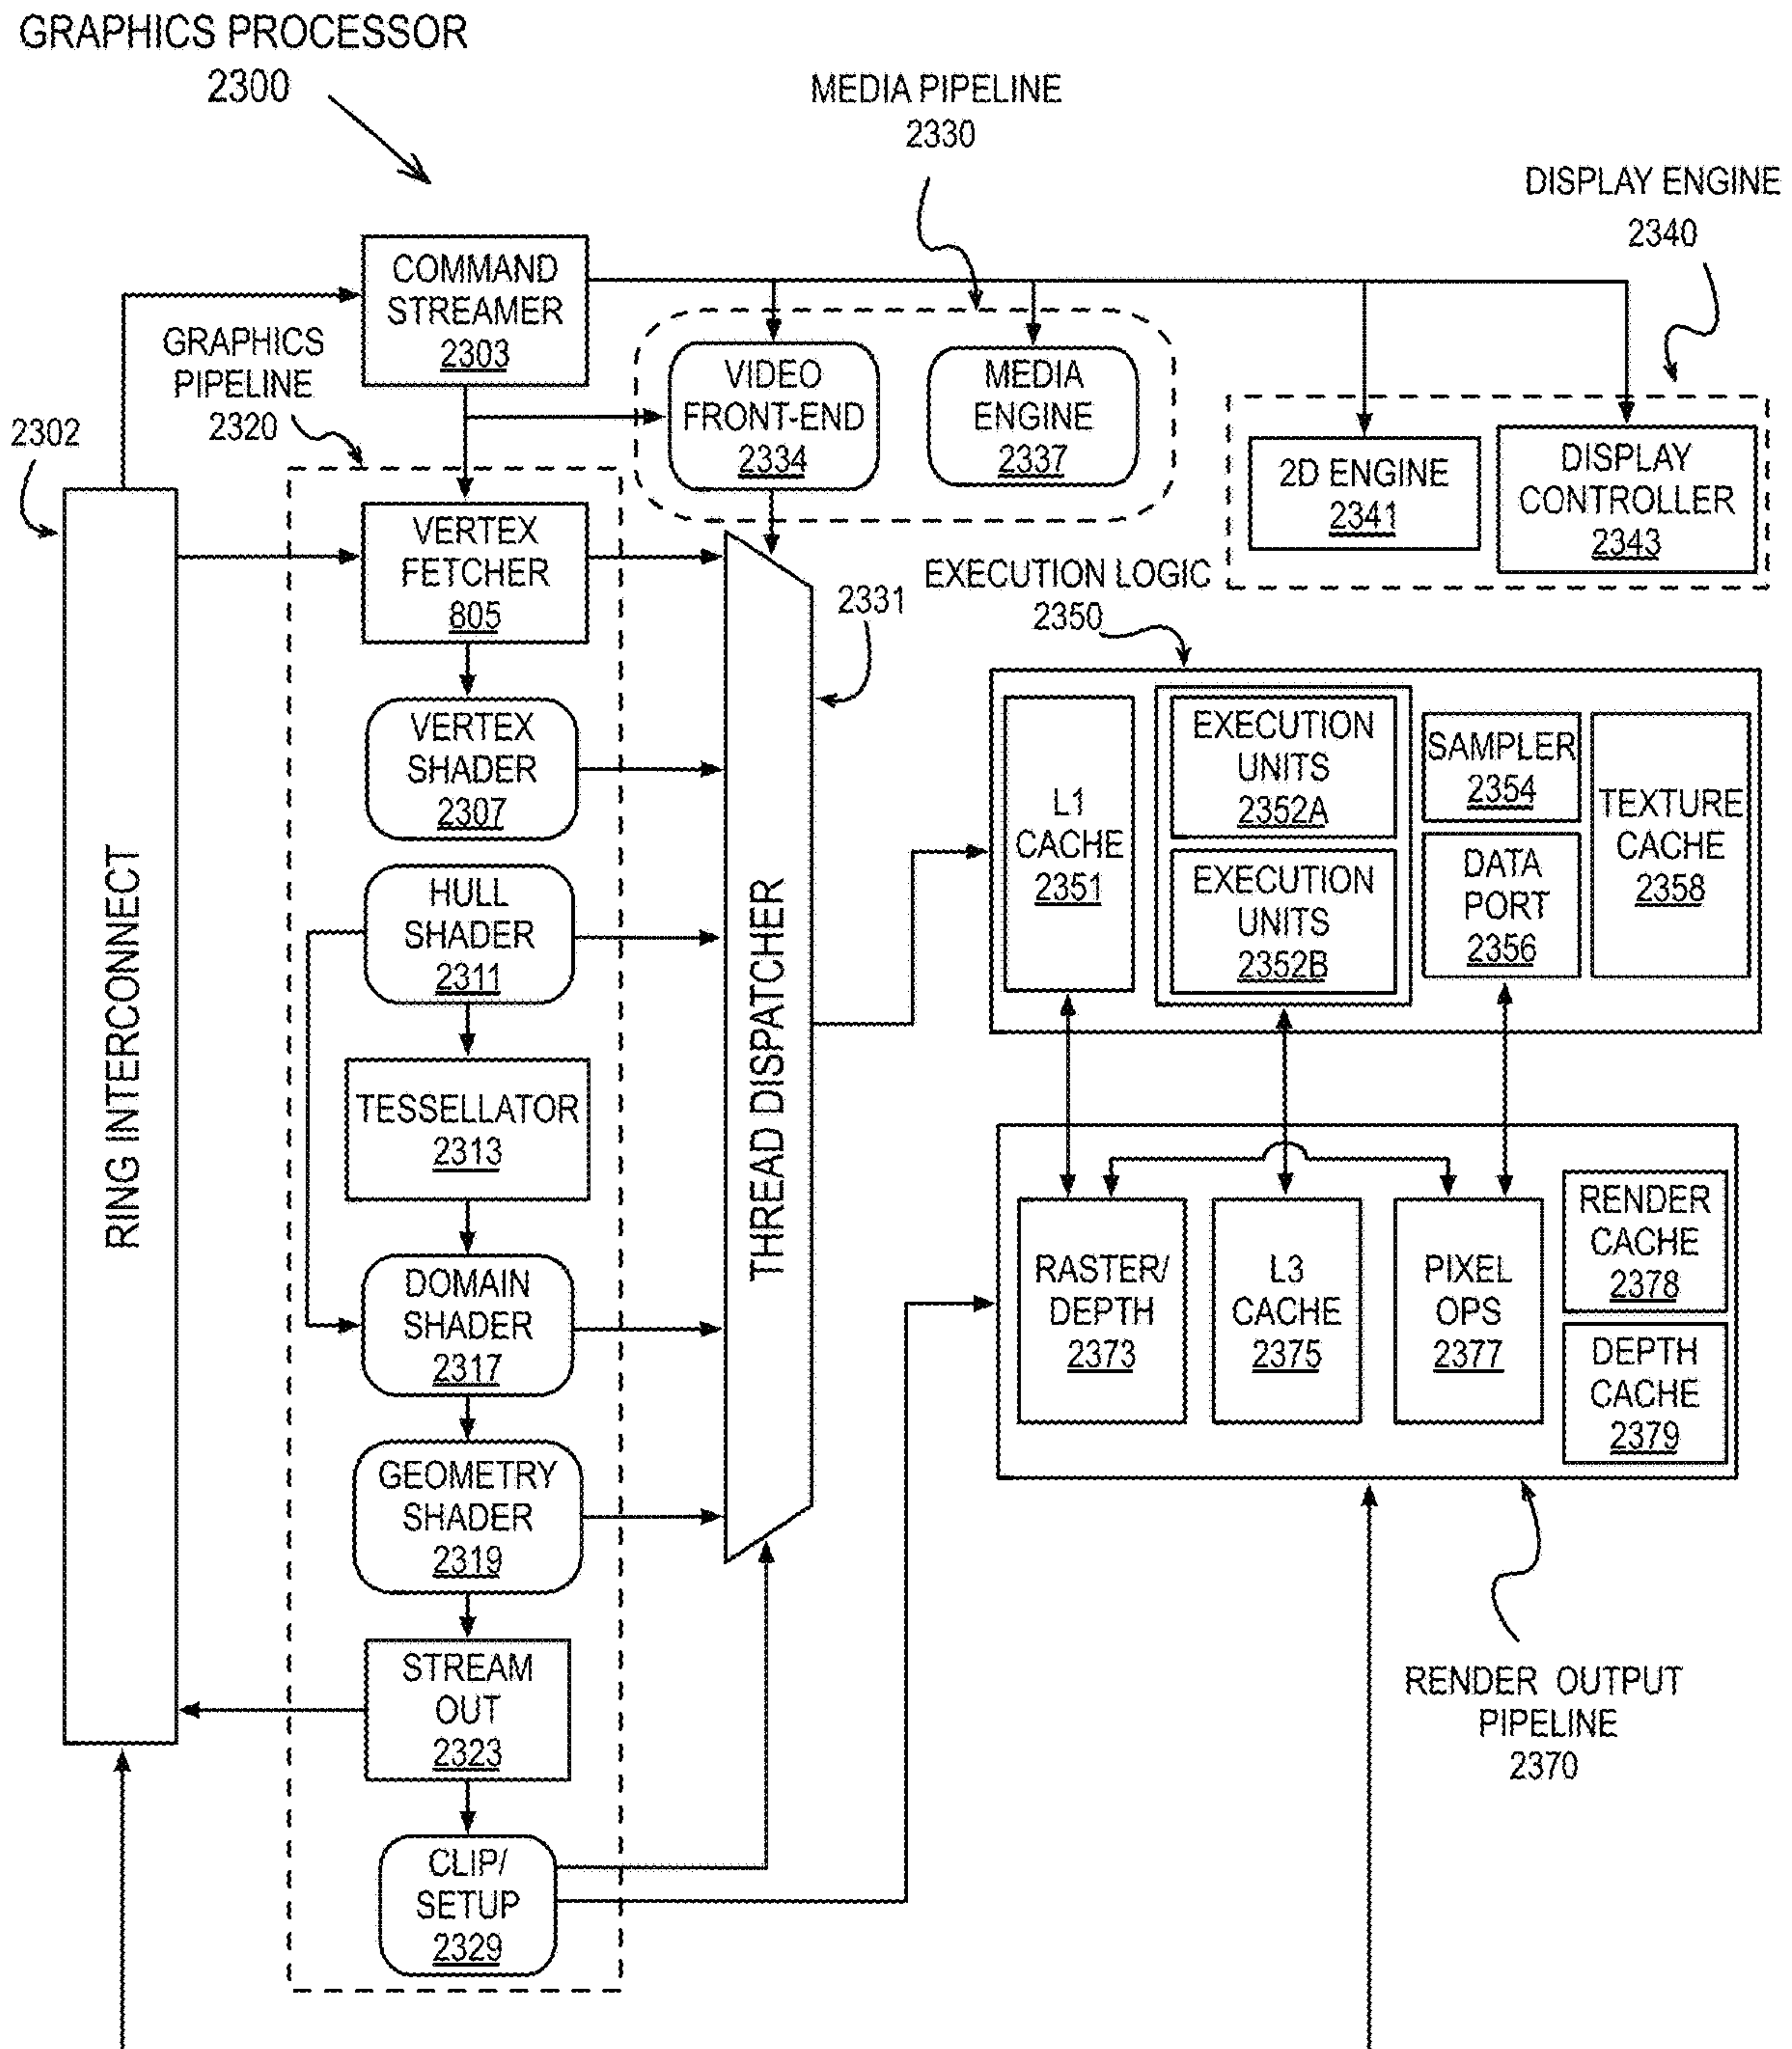 GRAPHICS PROCESSOR
2300
MEDIA PIPELINE
2330
DISPLAY ENGINE
2340
COMMAND
STREAMER
2303
GRAPHICS
PIPELINE
2320
2302
VIDEO
FRONT-END
2334
MEDIA
ENGINE
2337
2D ENGINE
2341
DISPLAY
CONTROLLER
2343
VERTEX
FETCHER
805
EXECUTION LOGIC
2350
2331
VERTEX
SHADER
2307
HULL
SHADER
2311
TESSELLATOR
2313
DOMAIN
SHADER
2317
GEOMETRY
SHADER
2319
STREAM
OUT
2323
CLIP/
SETUP
2329
RING INTERCONNECT
THREAD DISPATCHER
L1
CACHE
2351
EXECUTION
UNITS
2352A
EXECUTION
UNITS
2352B
SAMPLER
2354
DATA
PORT
2356
TEXTURE
CACHE
2358
RASTER/
DEPTH
2373
L3
CACHE
2375
PIXEL
OPS
2377
RENDER
CACHE
2378
DEPTH
CACHE
2379
RENDER OUTPUT
PIPELINE
2370